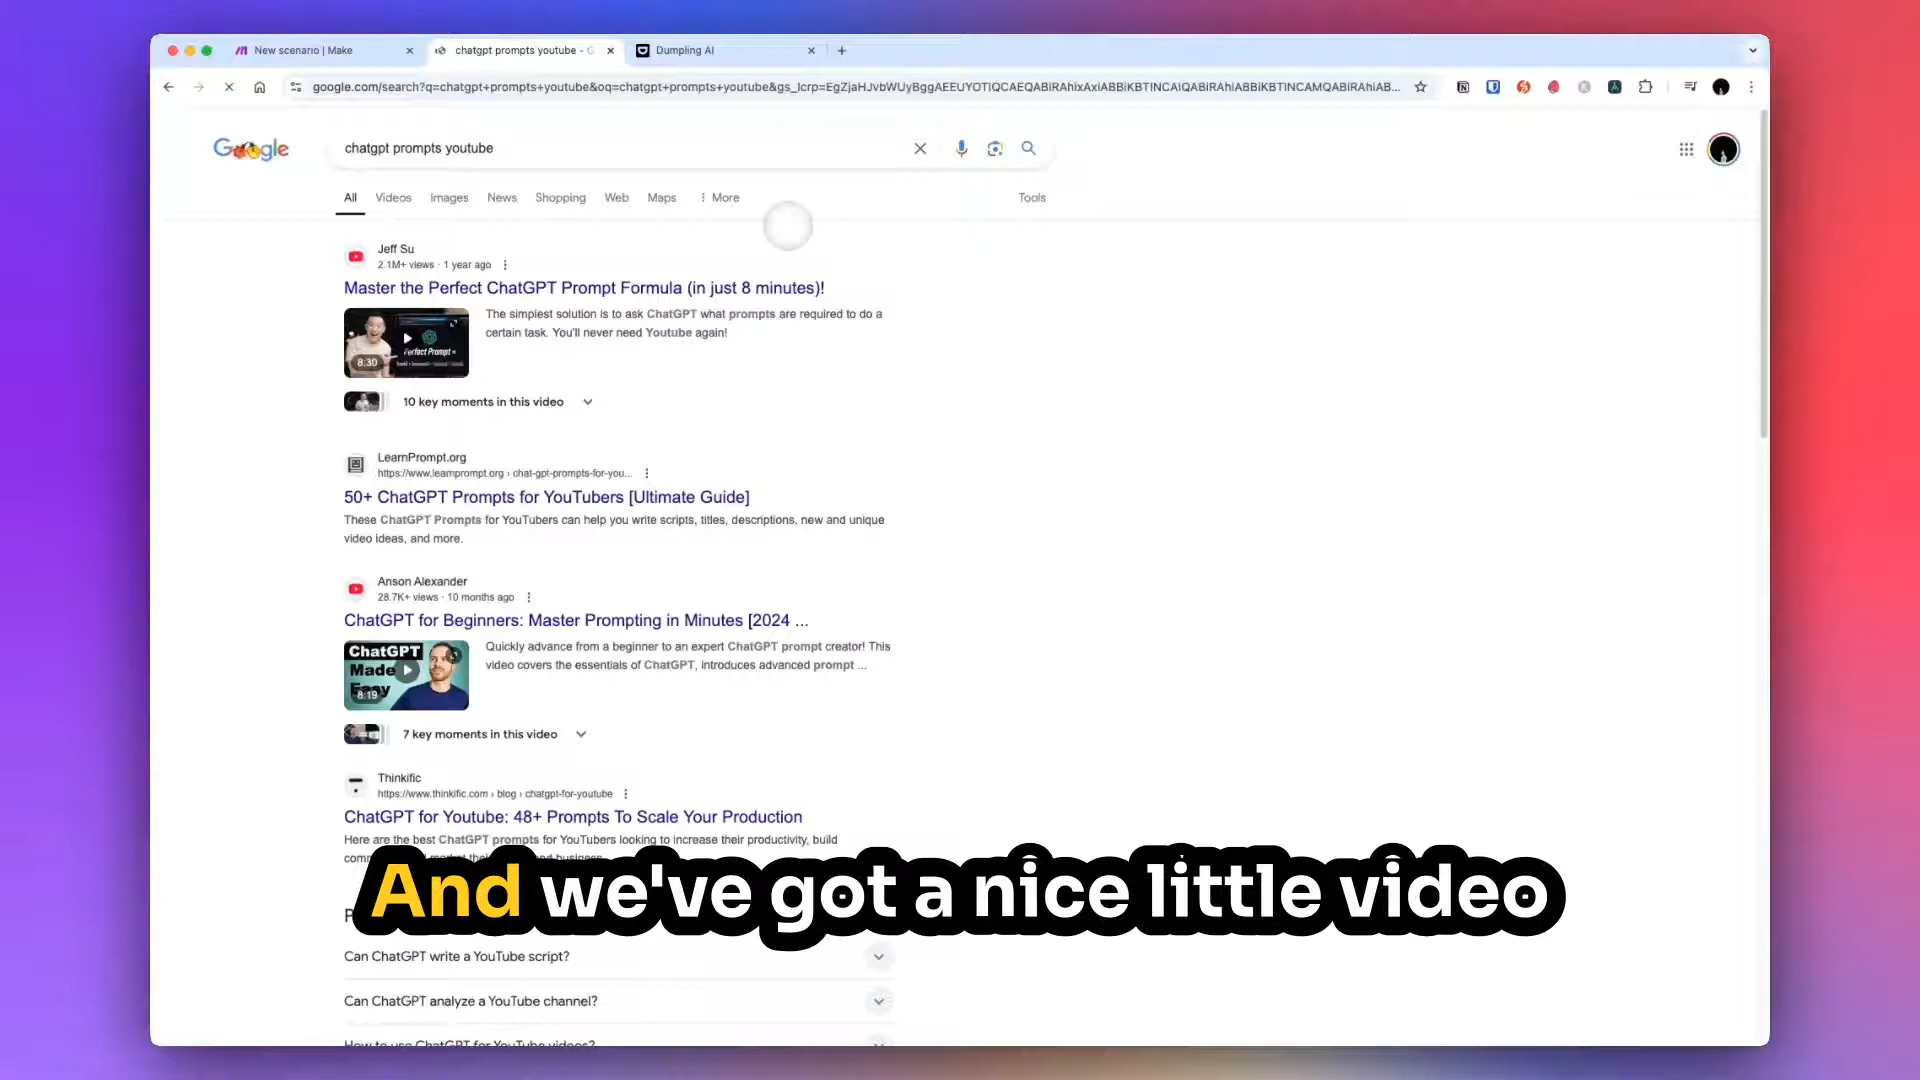 New scenario | Make
chatgpt prompts youtube - G
Dumpling AI
google.com/search?q=chatgpt+prompts+youtube&oq=chatgpt+prompts+youtube&gs_lcrp=
Google
chatgpt prompts youtube
All Videos Images News Shopping Web Maps More Tools
Jeff Su
2.1M+ views · 1 year ago
Master the Perfect ChatGPT Prompt Formula (in just 8 minutes)!
The simplest solution is to ask ChatGPT what prompts are required to do a
certain task. You'll never need Youtube again!
8:30
10 key moments in this video
LearnPrompt.org
https://www.learnprompt.org › chat-gpt-prompts-for-you...
50+ ChatGPT Prompts for YouTubers [Ultimate Guide]
These ChatGPT Prompts for YouTubers can help you write scripts, titles, descriptions, new and unique
video ideas, and more.
Anson Alexander
28.7K+ views · 10 months ago
ChatGPT for Beginners: Master Prompting in Minutes [2024 ...
ChatGPT
Made
Easy
8:19
Quickly advance from a beginner to an expert ChatGPT prompt creator! This
video covers the essentials of ChatGPT, introduces advanced prompt ...
7 key moments in this video
Thinkific
https://www.thinkific.com › blog › chatgpt-for-youtube
ChatGPT for Youtube: 48+ Prompts To Scale Your Production
Here are the best ChatGPT prompts for YouTubers looking to increase their productivity, build
And we've got a nice little video
Can ChatGPT write a YouTube script?
Can ChatGPT analyze a YouTube channel?
How to use ChatGPT for YouTube videos?